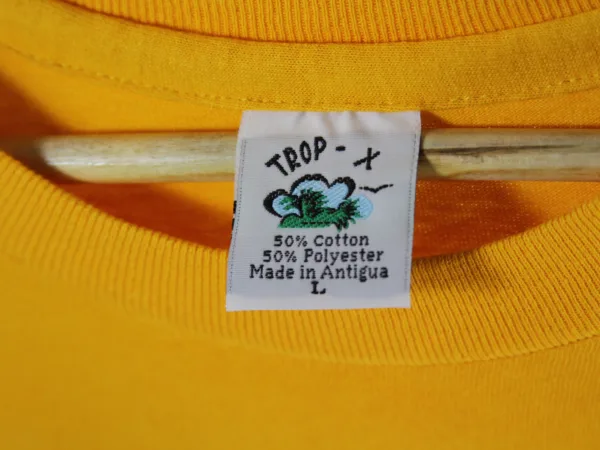 TROP - X
50% Cotton
50% Polyester
Made in Antigua
L